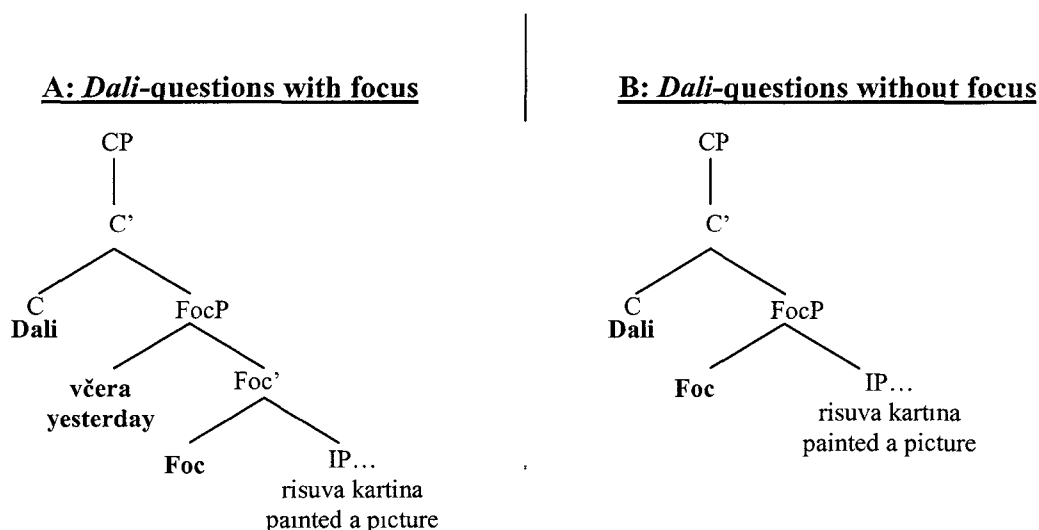 A: Dali-questions with focus
CP
C’
C
Dali
FocP
včera
yesterday
Foc’
Foc
IP…
risuva kartina
painted a picture
B: Dali-questions without focus
CP
C’
C
Dali
FocP
Foc
IP…
risuva kartina
painted a picture